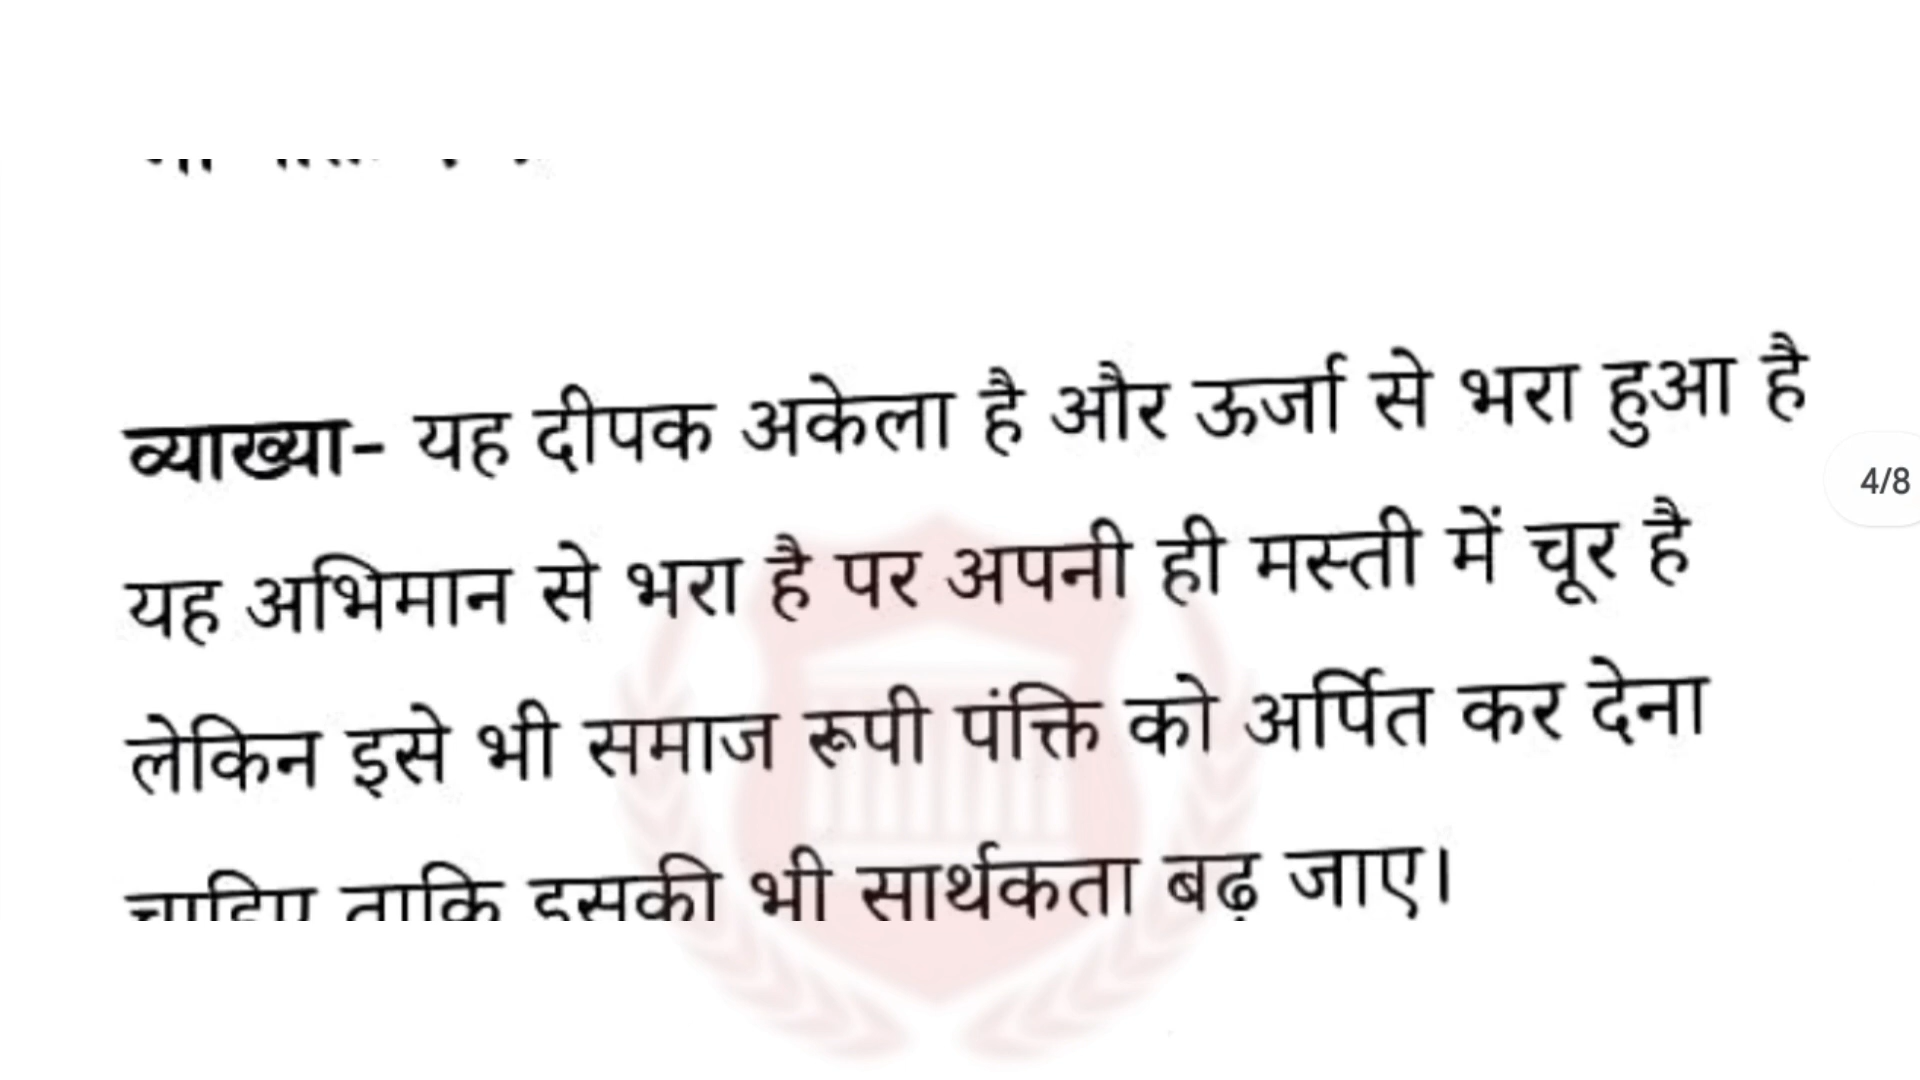 व्याख्या- यह दीपक अकेला है और ऊर्जा से भरा हुआ है
4/8
यह अभिमान से भरा है पर अपनी ही मस्ती में चूर है
लेकिन इसे भी समाज रूपी पंक्ति को अर्पित कर देना
चाहिए ताकि इसकी भी सार्थकता बढ़ जाए।